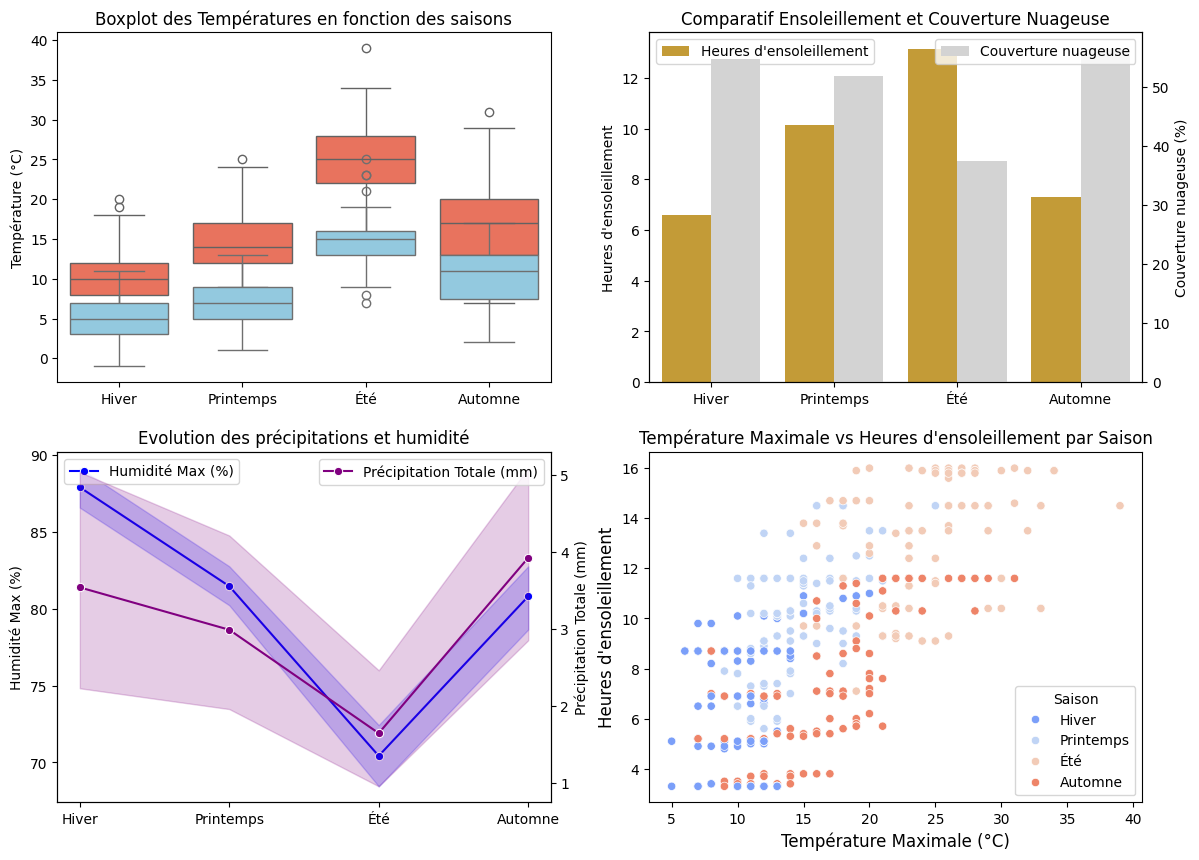 Boxplot des Températures en fonction des saisons
Température (°C)
40
35
30
25
20
15
10
5
0
Hiver
Printemps
Été
Automne
Comparatif Ensoleillement et Couverture Nuageuse
Heures d'ensoleillement
Couverture nuageuse
Heures d'ensoleillement
12
10
8
6
4
2
0
50
40
30
20
10
0
Couverture nuageuse (%)
Hiver
Printemps
Été
Automne
Evolution des précipitations et humidité
Humidité Max (%)
Précipitation Totale (mm)
Humidité Max (%)
90
85
80
75
70
5
4
3
2
1
Précipitation Totale (mm)
Hiver
Printemps
Été
Automne
Température Maximale vs Heures d'ensoleillement par Saison
Heures d'ensoleillement
16
14
12
10
8
6
4
Saison
Hiver
Printemps
Été
Automne
5
10
15
20
25
30
35
40
Température Maximale (°C)